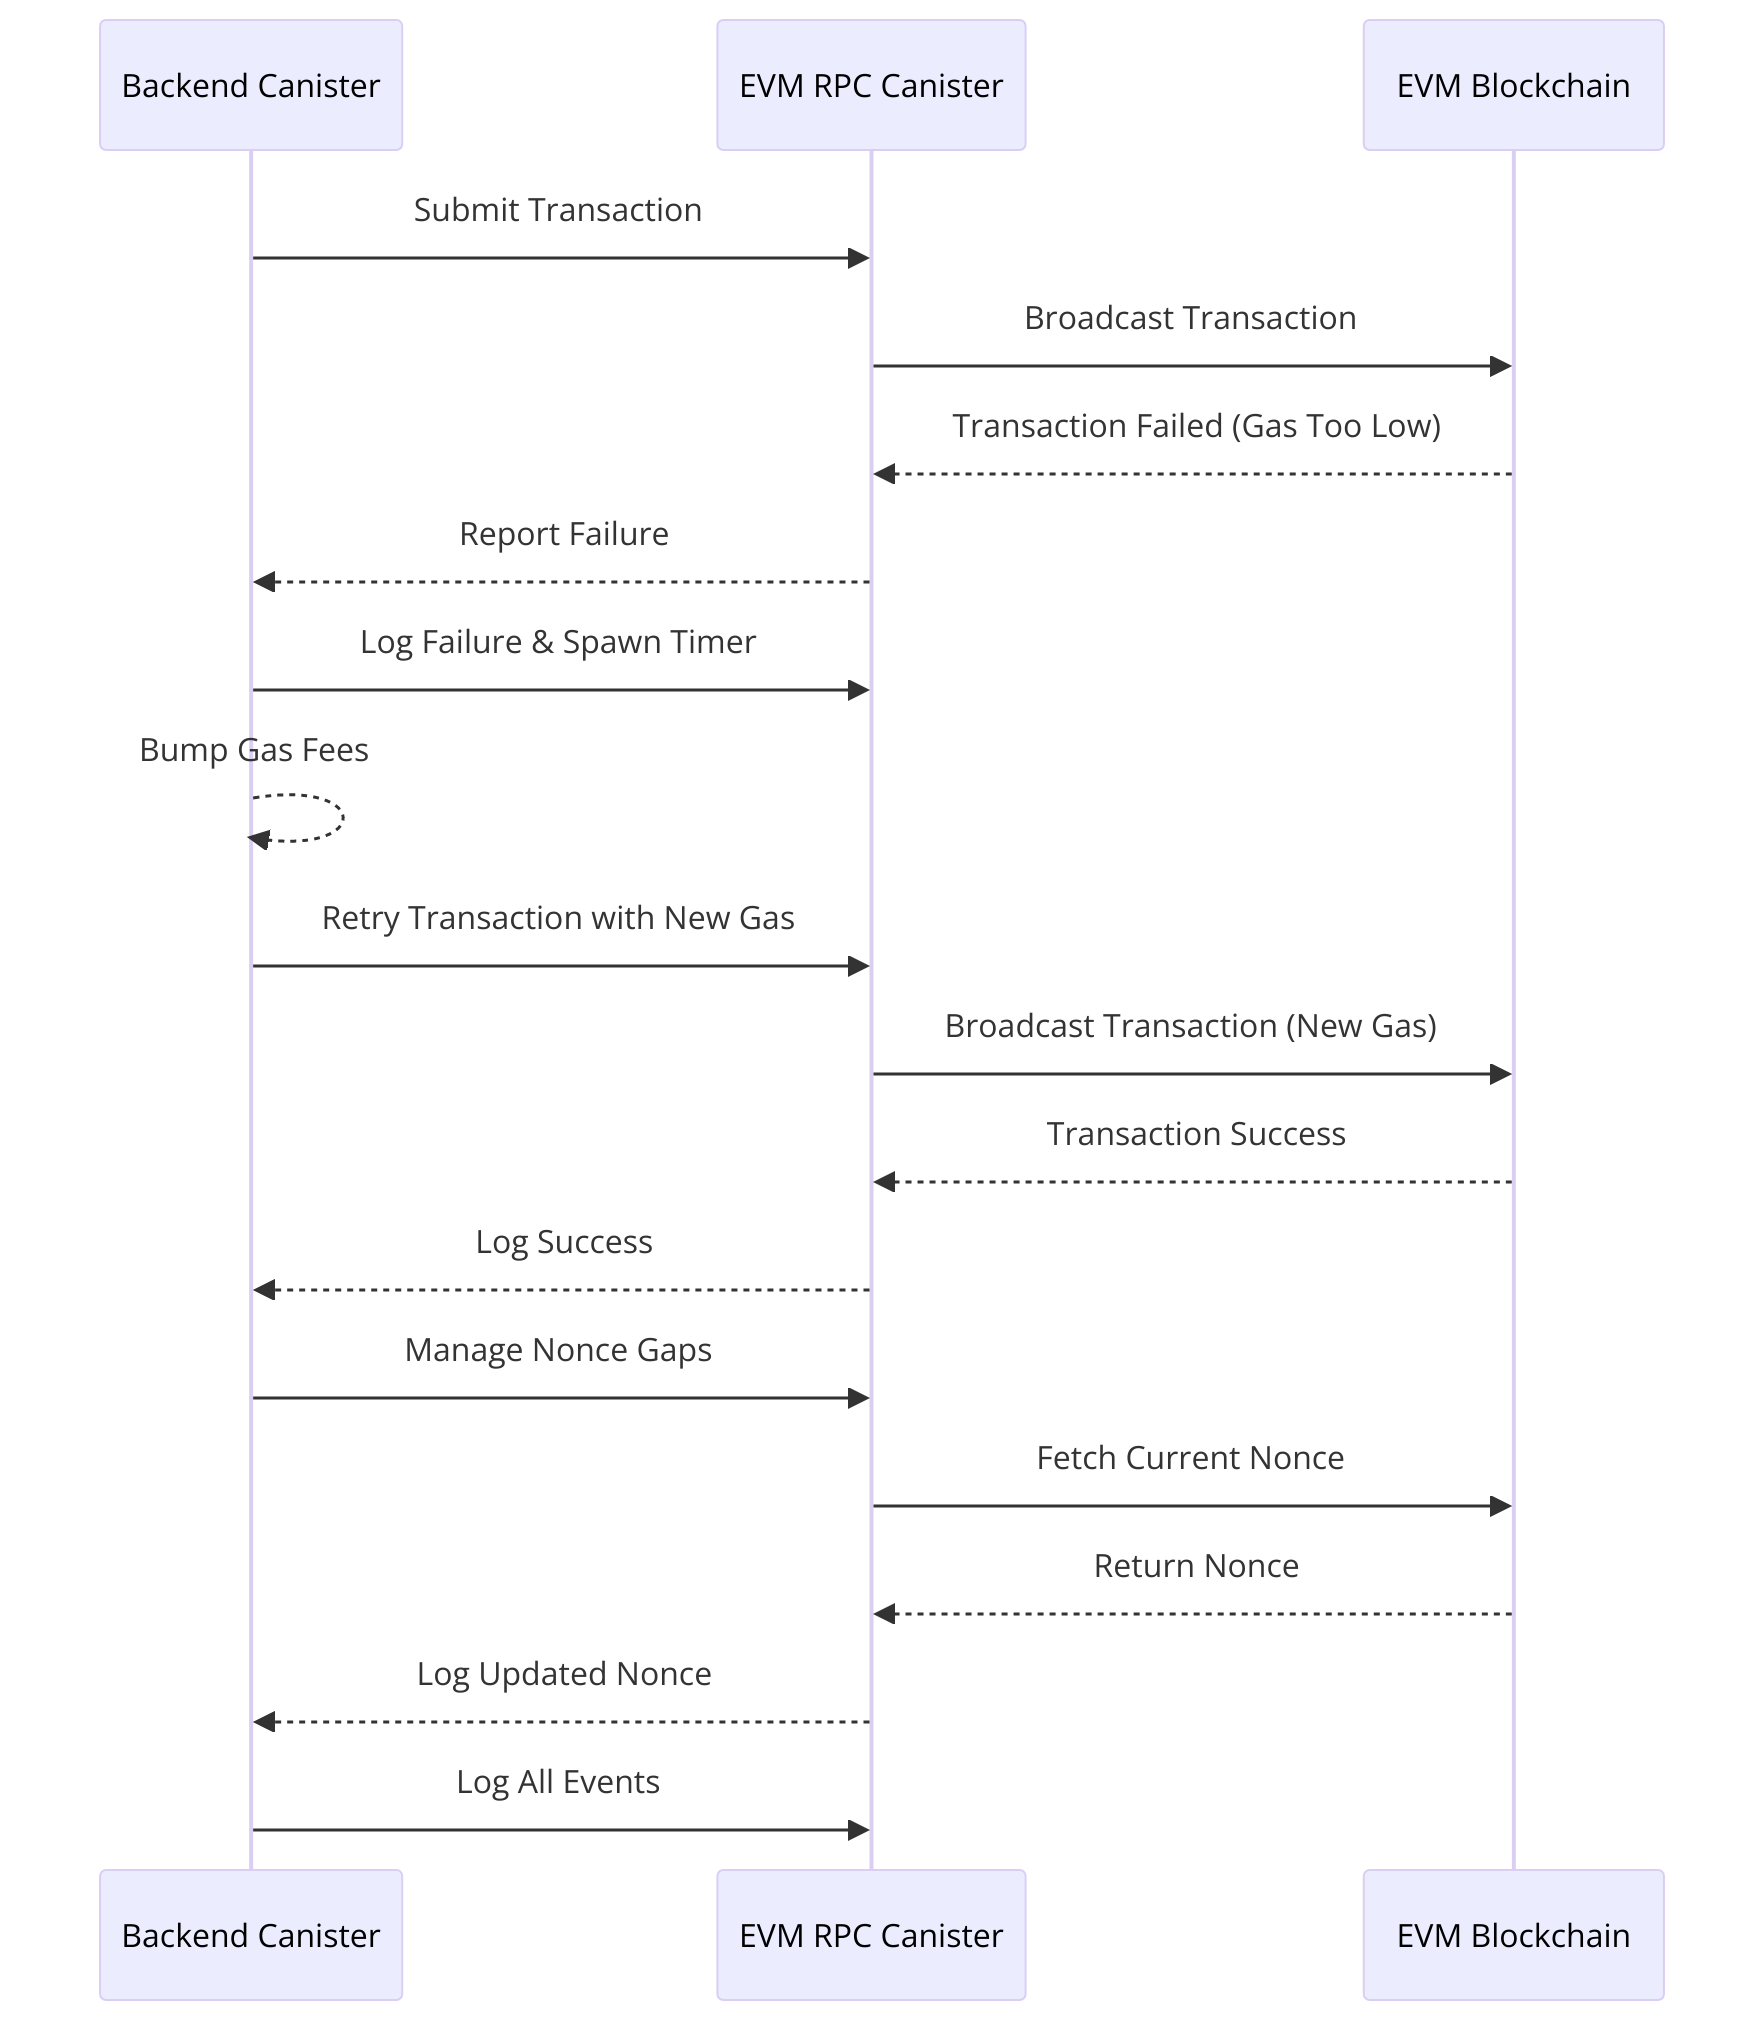 Backend Canister
EVM RPC Canister
EVM Blockchain
Submit Transaction
Broadcast Transaction
Transaction Failed (Gas Too Low)
Report Failure
Log Failure & Spawn Timer
Bump Gas Fees
Retry Transaction with New Gas
Broadcast Transaction (New Gas)
Transaction Success
Log Success
Manage Nonce Gaps
Fetch Current Nonce
Return Nonce
Log Updated Nonce
Log All Events
Backend Canister
EVM RPC Canister
EVM Blockchain